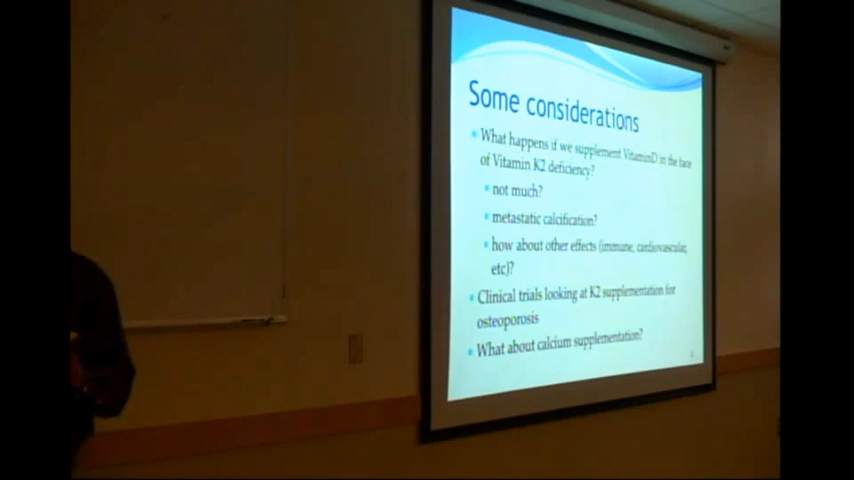 Some considerations
What happens if we supplement VitaminD in the face
of Vitamin K2 deficiency?
not much?
metastatic calcification?
how about other effects (immune, cardiovascular,
etc)?
Clinical trials looking at K2 supplementation for
osteoporosis
What about calcium supplementation?